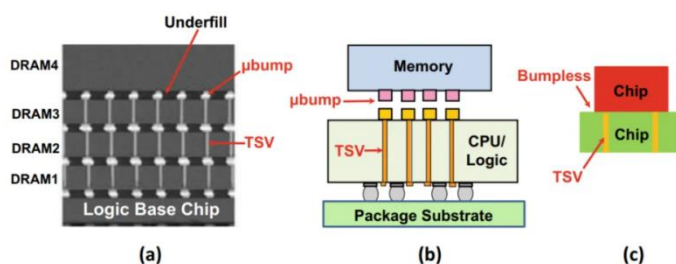 Underfill
μbump
DRAM4
DRAM3
DRAM2
TSV
DRAM1
Logic Base Chip
(a)
Memory
μbump
TSV
CPU/
Logic
Package Substrate
(b)
Bumpless
Chip
Chip
TSV
(c)